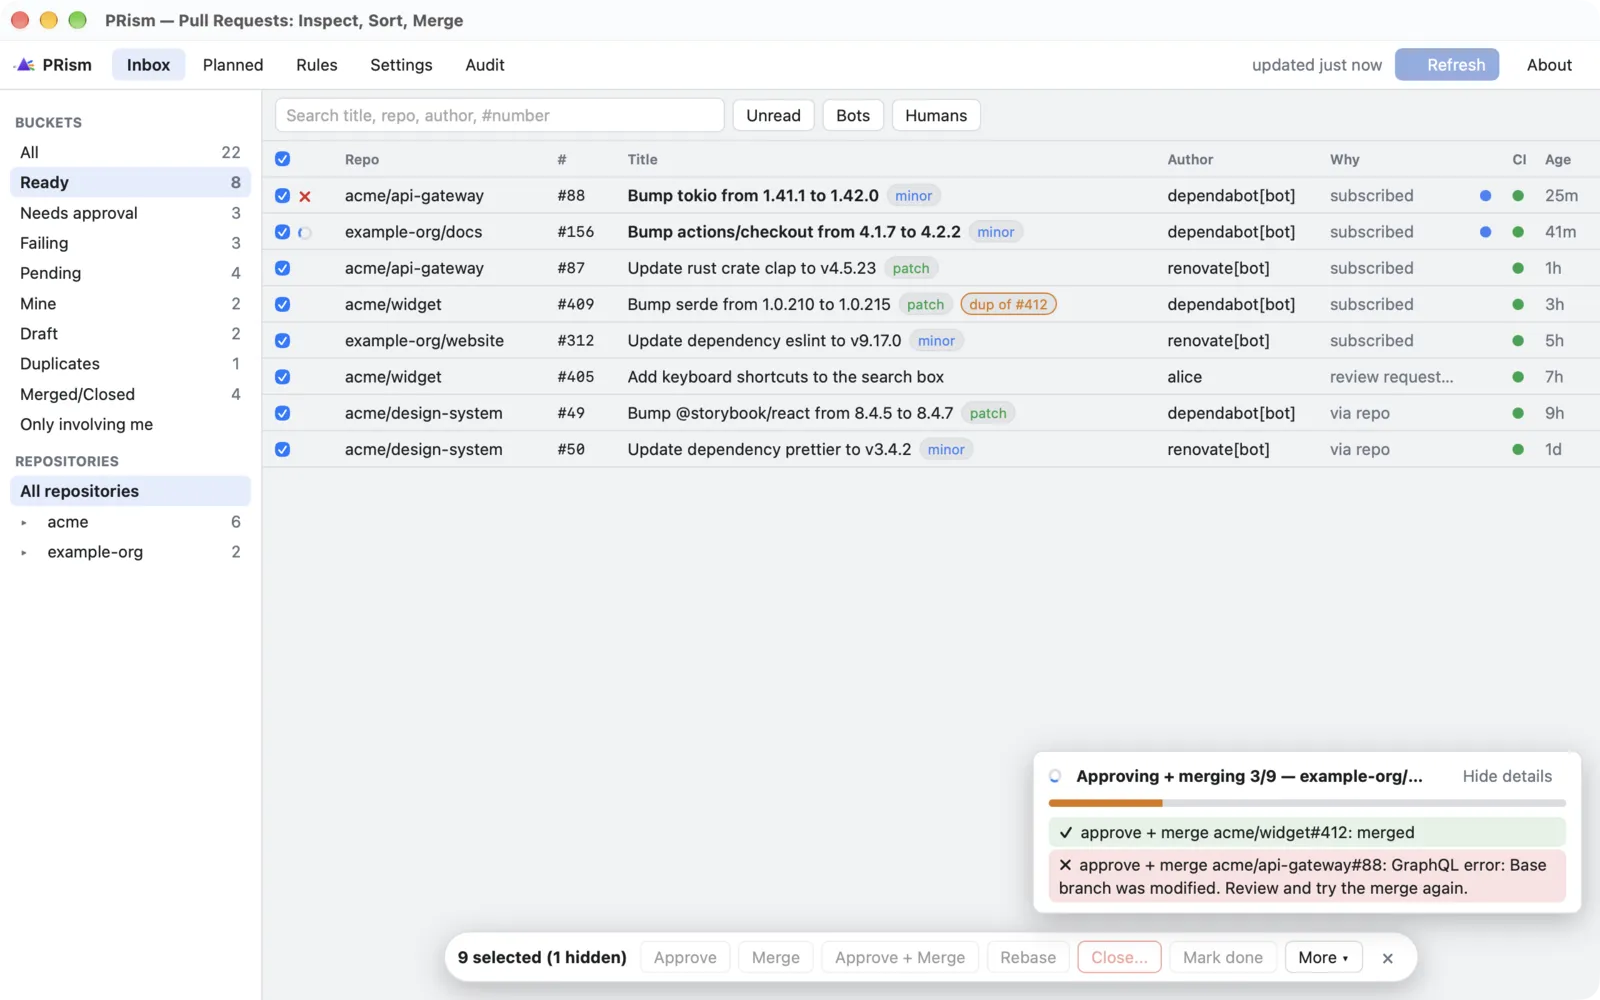 PRism — Pull Requests: Inspect, Sort, Merge
PRism Inbox Planned Rules Settings Audit updated just now Refresh About
BUCKETS
All 22
Ready 8
Needs approval 3
Failing 3
Pending 4
Mine 2
Draft 2
Duplicates 1
Merged/Closed 4
Only involving me
REPOSITORIES
All repositories
▸ acme 6
▸ example-org 2
Search title, repo, author, #number Unread Bots Humans
Repo # Title Author Why CI Age
acme/api-gateway #88 Bump tokio from 1.41.1 to 1.42.0 minor dependabot[bot] subscribed 25m
example-org/docs #156 Bump actions/checkout from 4.1.7 to 4.2.2 minor dependabot[bot] subscribed 41m
acme/api-gateway #87 Update rust crate clap to v4.5.23 patch renovate[bot] subscribed 1h
acme/widget #409 Bump serde from 1.0.210 to 1.0.215 patch dup of #412 dependabot[bot] subscribed 3h
example-org/website #312 Update dependency eslint to v9.17.0 minor renovate[bot] subscribed 5h
acme/widget #405 Add keyboard shortcuts to the search box alice review request... 7h
acme/design-system #49 Bump @storybook/react from 8.4.5 to 8.4.7 patch dependabot[bot] via repo 9h
acme/design-system #50 Update dependency prettier to v3.4.2 minor renovate[bot] via repo 1d
Approving + merging 3/9 — example-org/... Hide details
✓ approve + merge acme/widget#412: merged
✕ approve + merge acme/api-gateway#88: GraphQL error: Base
branch was modified. Review and try the merge again.
9 selected (1 hidden) Approve Merge Approve + Merge Rebase Close... Mark done More ▾ ×